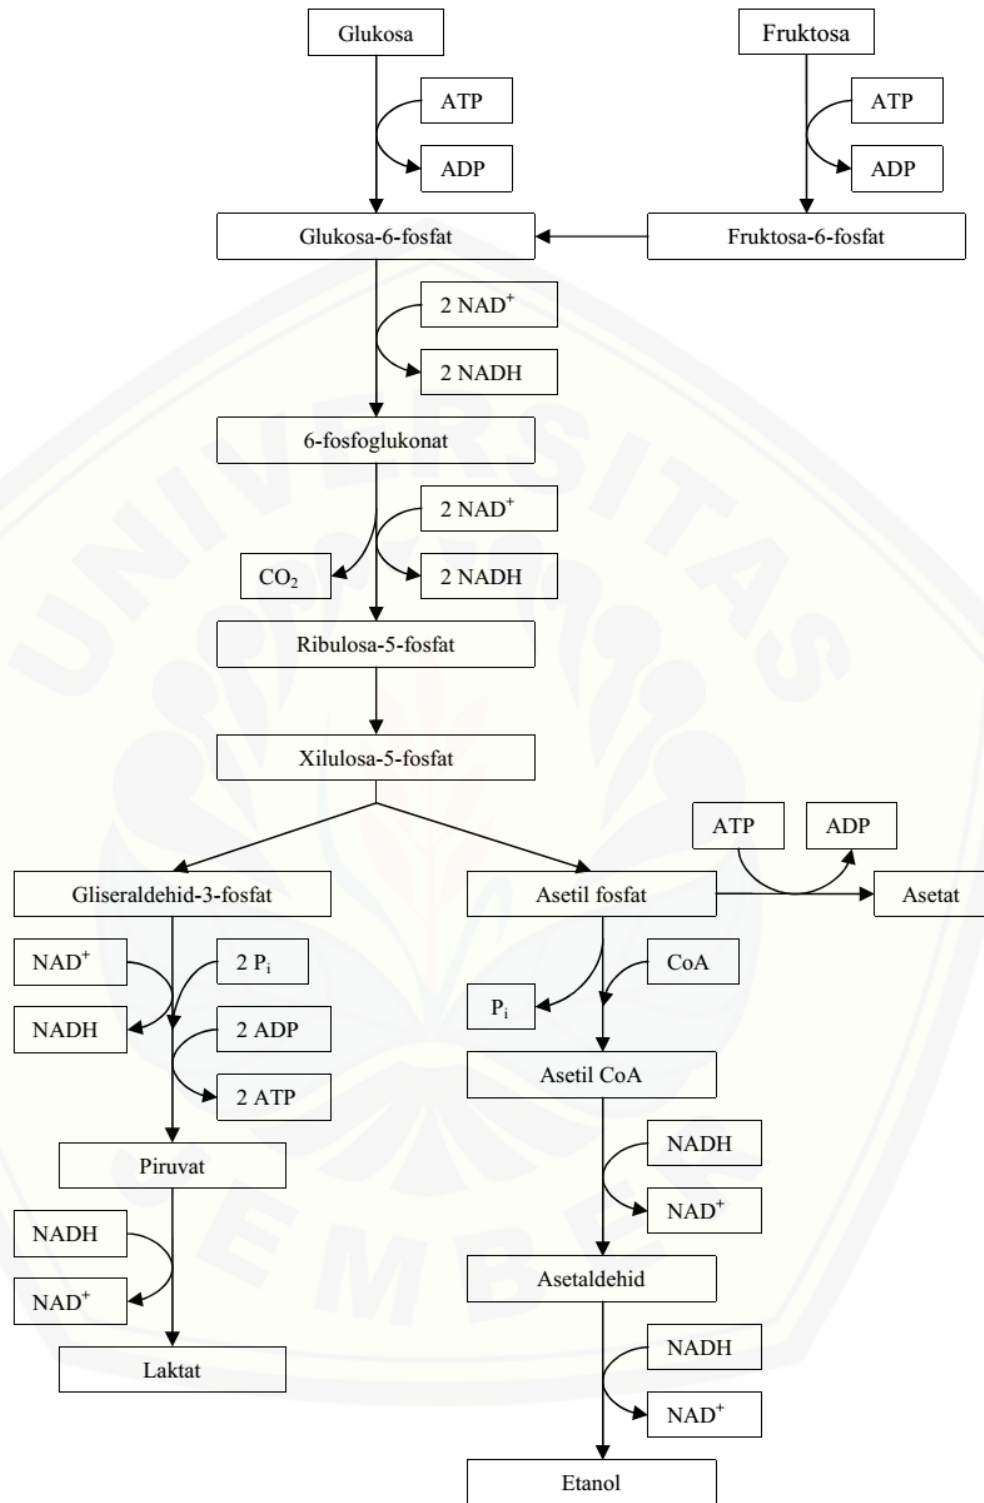 Glukosa
Fruktosa
ATP
ADP
ATP
ADP
Glukosa-6-fosfat
Fruktosa-6-fosfat
2 NAD⁺
2 NADH
6-fosfoglukonat
2 NAD⁺
2 NADH
CO₂
Ribulosa-5-fosfat
Xilulosa-5-fosfat
ATP
ADP
Gliseraldehid-3-fosfat
Asetil fosfat
Asetat
NAD⁺
2 Pᵢ
CoA
Pᵢ
NADH
2 ADP
2 ATP
Asetil CoA
Piruvat
NADH
NAD⁺
NADH
NAD⁺
Asetaldehid
Laktat
NADH
NAD⁺
Etanol
UNIVERSITAS
JEMBER